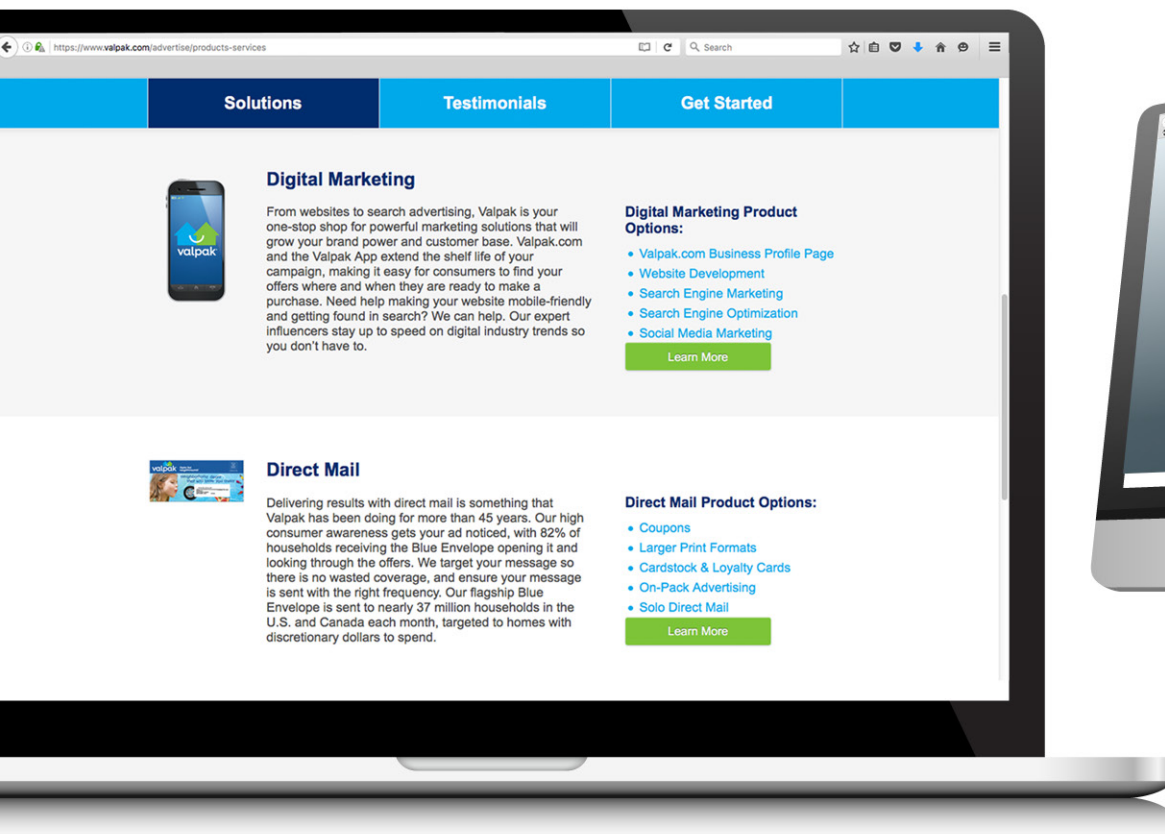 https://www.valpak.com/advertise/products-services
Search
Solutions
Testimonials
Get Started
Digital Marketing
From websites to search advertising, Valpak is your
one-stop shop for powerful marketing solutions that will
grow your brand power and customer base. Valpak.com
and the Valpak App extend the shelf life of your
campaign, making it easy for consumers to find your
offers where and when they are ready to make a
purchase. Need help making your website mobile-friendly
and getting found in search? We can help. Our expert
influencers stay up to speed on digital industry trends so
you don't have to.
valpak
Digital Marketing Product
Options:
• Valpak.com Business Profile Page
• Website Development
• Search Engine Marketing
• Search Engine Optimization
• Social Media Marketing
Learn More
valpak
Direct Mail
Delivering results with direct mail is something that
Valpak has been doing for more than 45 years. Our high
consumer awareness gets your ad noticed, with 82% of
households receiving the Blue Envelope opening it and
looking through the offers. We target your message so
there is no wasted coverage, and ensure your message
is sent with the right frequency. Our flagship Blue
Envelope is sent to nearly 37 million households in the
U.S. and Canada each month, targeted to homes with
discretionary dollars to spend.
Direct Mail Product Options:
• Coupons
• Larger Print Formats
• Cardstock & Loyalty Cards
• On-Pack Advertising
• Solo Direct Mail
Learn More